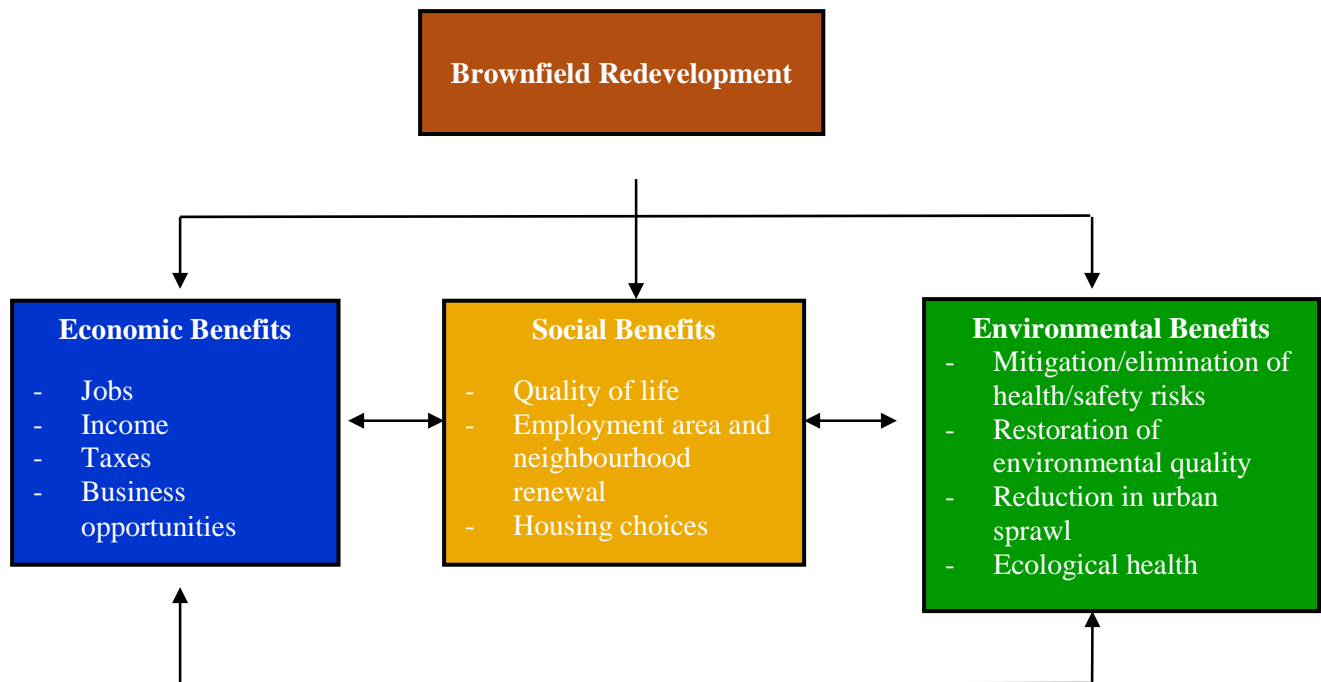 Brownfield Redevelopment
Economic Benefits
- Jobs
- Income
- Taxes
- Business
opportunities
Social Benefits
- Quality of life
- Employment area and
neighbourhood
renewal
- Housing choices
Environmental Benefits
- Mitigation/elimination of
health/safety risks
- Restoration of
environmental quality
- Reduction in urban
sprawl
- Ecological health